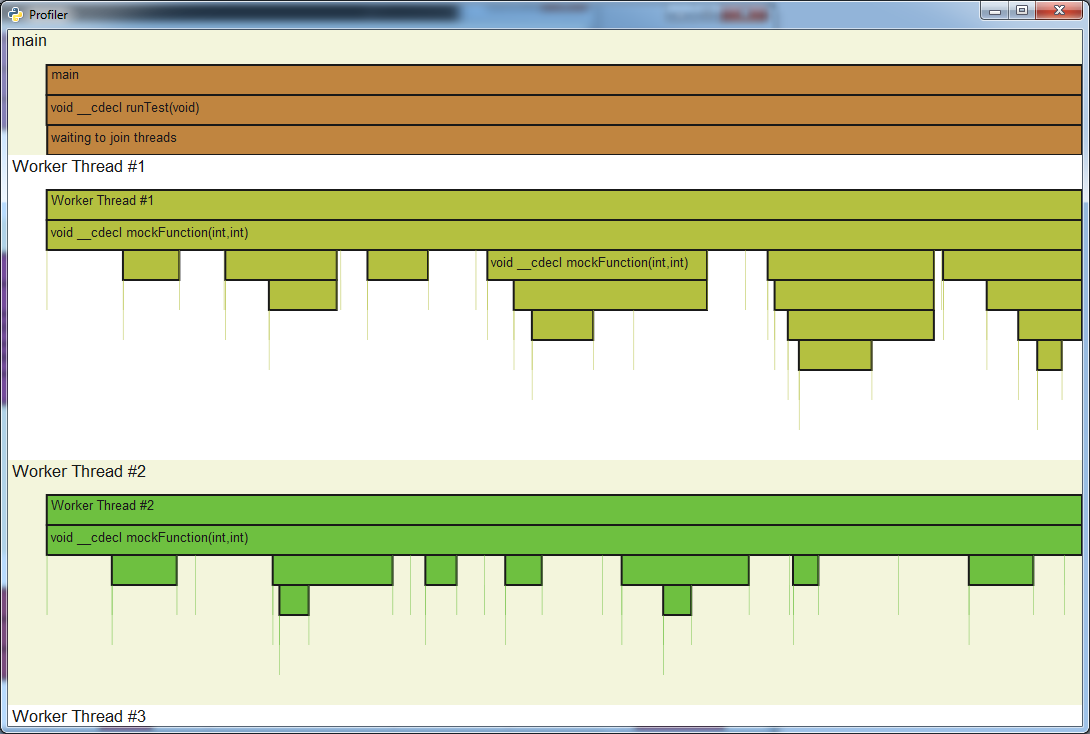 Profiler
main
main
void __cdecl runTest(void)
waiting to join threads
Worker Thread #1
Worker Thread #1
void __cdecl mockFunction(int,int)
void __cdecl mockFunction(int,int)
Worker Thread #2
Worker Thread #2
void __cdecl mockFunction(int,int)
Worker Thread #3